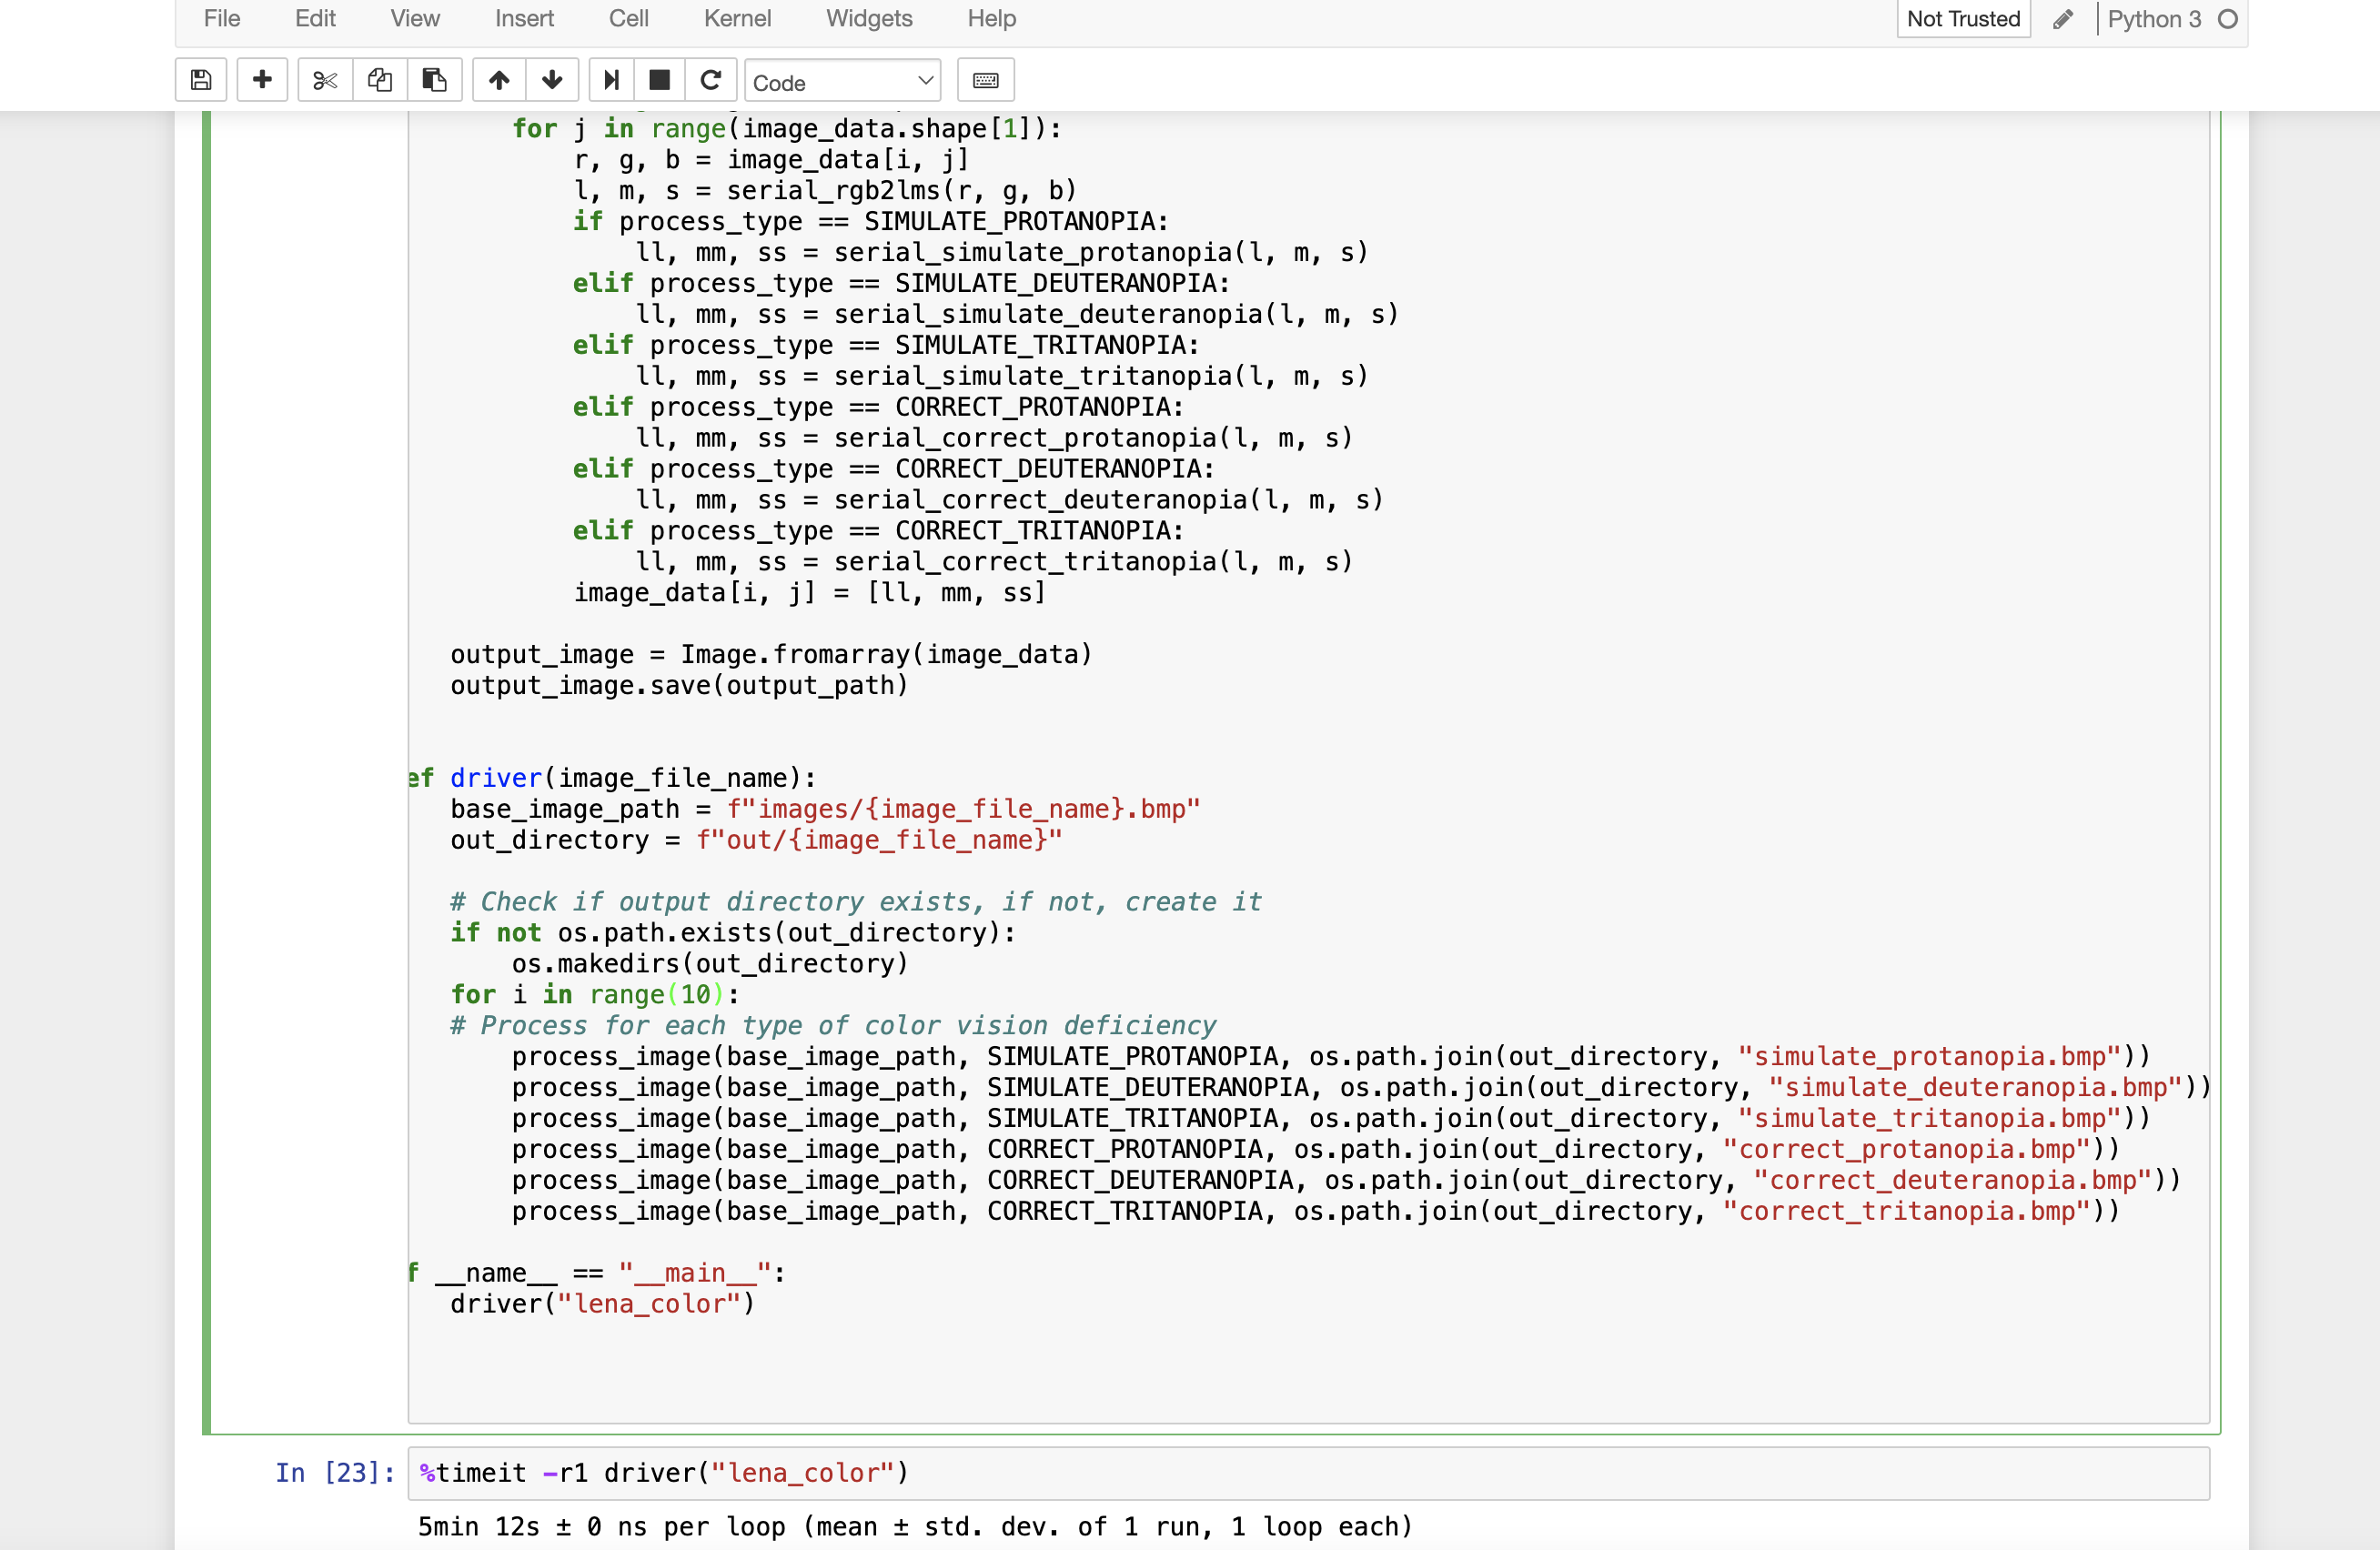 File Edit View Insert Cell Kernel Widgets Help Not Trusted Python 3
Code
        for j in range(image_data.shape[1]):
            r, g, b = image_data[i, j]
            l, m, s = serial_rgb2lms(r, g, b)
            if process_type == SIMULATE_PROTANOPIA:
                ll, mm, ss = serial_simulate_protanopia(l, m, s)
            elif process_type == SIMULATE_DEUTERANOPIA:
                ll, mm, ss = serial_simulate_deuteranopia(l, m, s)
            elif process_type == SIMULATE_TRITANOPIA:
                ll, mm, ss = serial_simulate_tritanopia(l, m, s)
            elif process_type == CORRECT_PROTANOPIA:
                ll, mm, ss = serial_correct_protanopia(l, m, s)
            elif process_type == CORRECT_DEUTERANOPIA:
                ll, mm, ss = serial_correct_deuteranopia(l, m, s)
            elif process_type == CORRECT_TRITANOPIA:
                ll, mm, ss = serial_correct_tritanopia(l, m, s)
            image_data[i, j] = [ll, mm, ss]
    output_image = Image.fromarray(image_data)
    output_image.save(output_path)
ef driver(image_file_name):
    base_image_path = f"images/{image_file_name}.bmp"
    out_directory = f"out/{image_file_name}"
    # Check if output directory exists, if not, create it
    if not os.path.exists(out_directory):
        os.makedirs(out_directory)
    for i in range(10):
    # Process for each type of color vision deficiency
        process_image(base_image_path, SIMULATE_PROTANOPIA, os.path.join(out_directory, "simulate_protanopia.bmp"))
        process_image(base_image_path, SIMULATE_DEUTERANOPIA, os.path.join(out_directory, "simulate_deuteranopia.bmp"))
        process_image(base_image_path, SIMULATE_TRITANOPIA, os.path.join(out_directory, "simulate_tritanopia.bmp"))
        process_image(base_image_path, CORRECT_PROTANOPIA, os.path.join(out_directory, "correct_protanopia.bmp"))
        process_image(base_image_path, CORRECT_DEUTERANOPIA, os.path.join(out_directory, "correct_deuteranopia.bmp"))
        process_image(base_image_path, CORRECT_TRITANOPIA, os.path.join(out_directory, "correct_tritanopia.bmp"))
f __name__ == "__main__":
    driver("lena_color")
In [23]: %timeit -r1 driver("lena_color")
5min 12s ± 0 ns per loop (mean ± std. dev. of 1 run, 1 loop each)